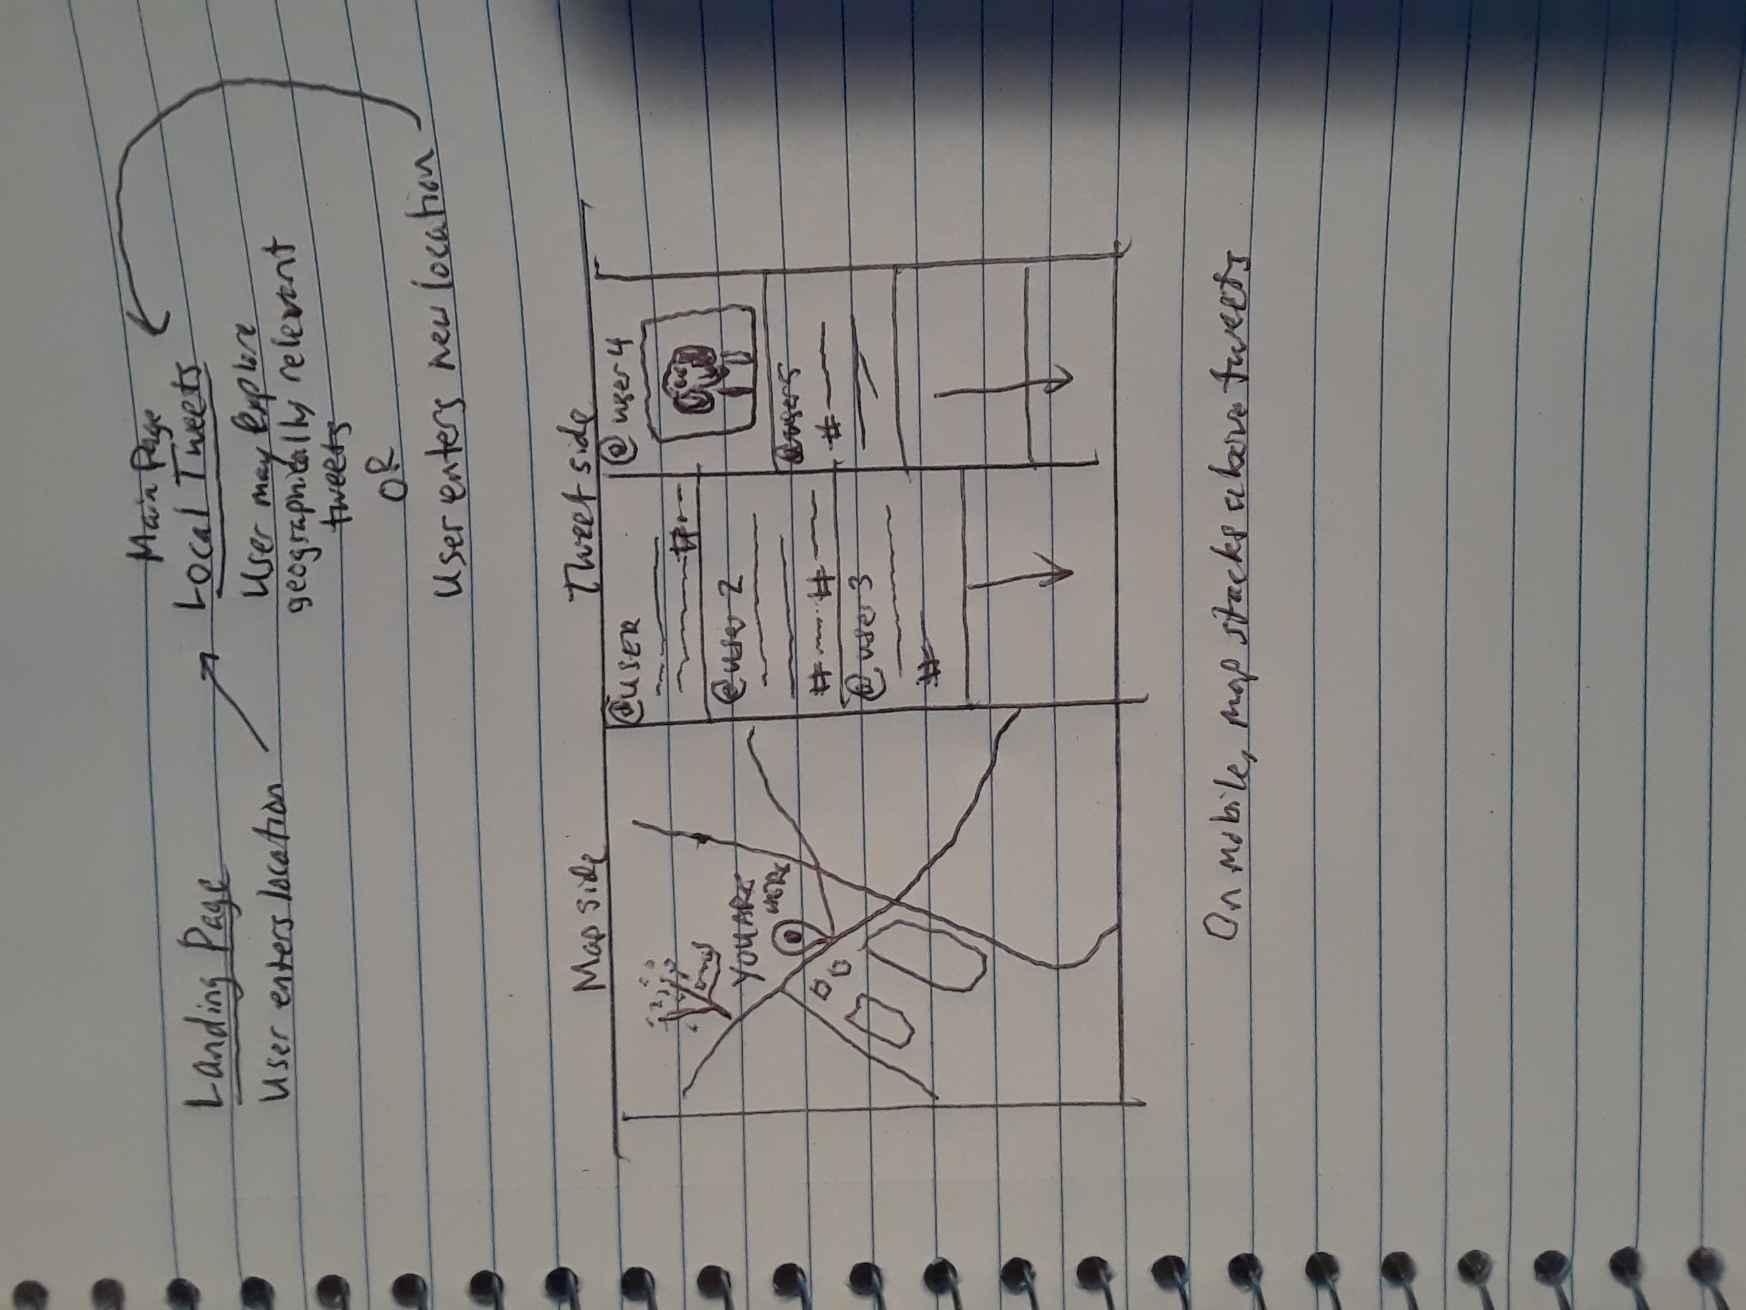 Landing Page
User enters location
Main Page
Local Tweets
User may Explore
geographically relevent
tweets
OR
User enters new location
Map side
Tweet side
YOU ARE
HERE
@USER
#
@user 2
# #
@user 3
#
@ user 4
@user5
#
On mobile, map stacks above tweets